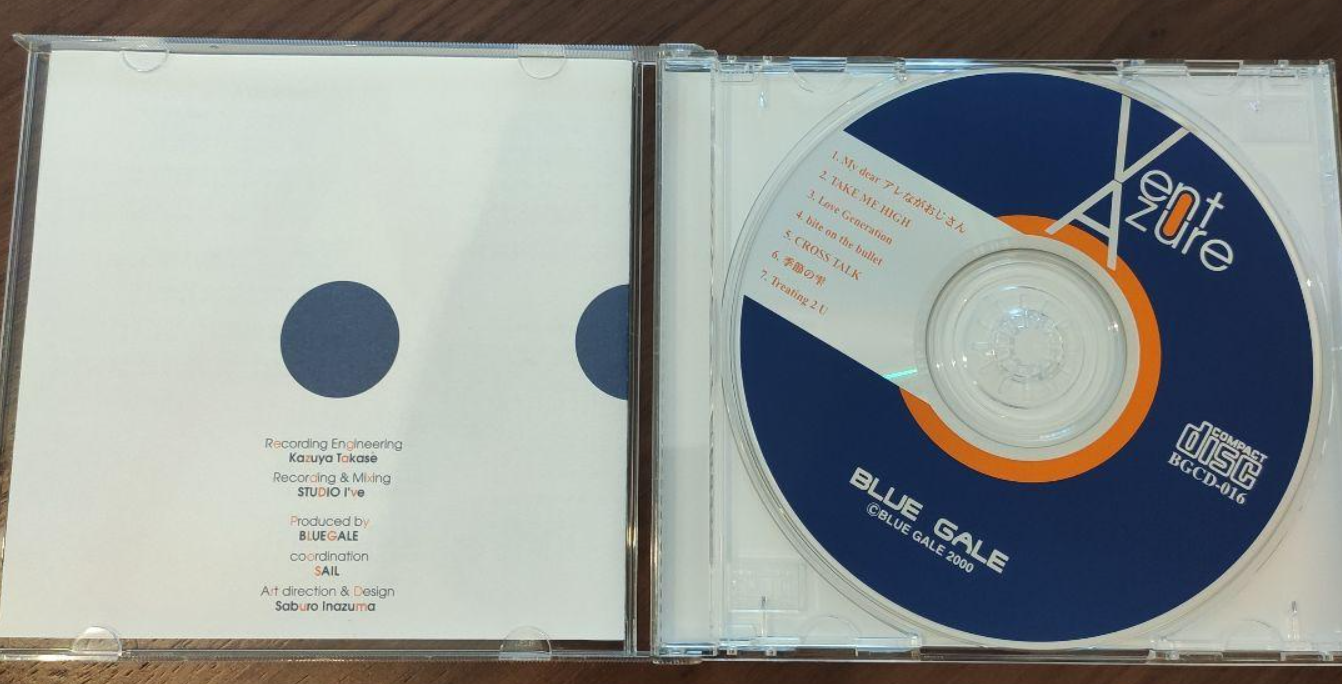 Recording Engineering
Kazuya Takase
Recording & Mixing
STUDIO I've
Produced by
BLUEGALE
coordination
SAIL
Art direction & Design
Saburo Inazuma
Vent
Azure
1. My dear アレながおじさん
2. TAKE ME HIGH
3. Love Generation
4. bite on the bullet
5. CROSS TALK
6. 季節の雫
7. Treating 2 U
COMPACT
disc
BGCD-016
BLUE GALE
©BLUE GALE 2000